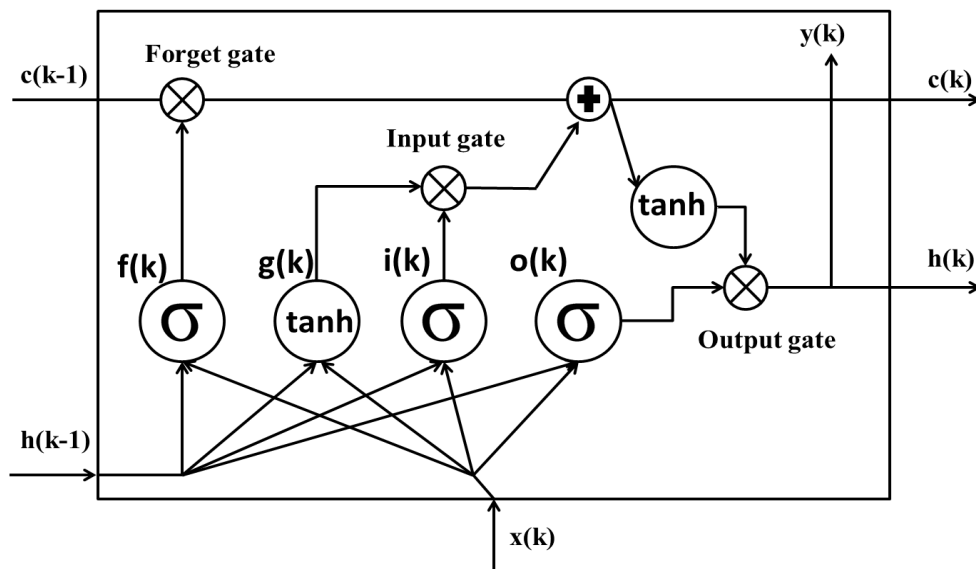 y(k)
Forget gate
c(k-1)
c(k)
+
Input gate
tanh
f(k)
g(k)
i(k)
o(k)
h(k)
σ
tanh
σ
σ
Output gate
h(k-1)
x(k)